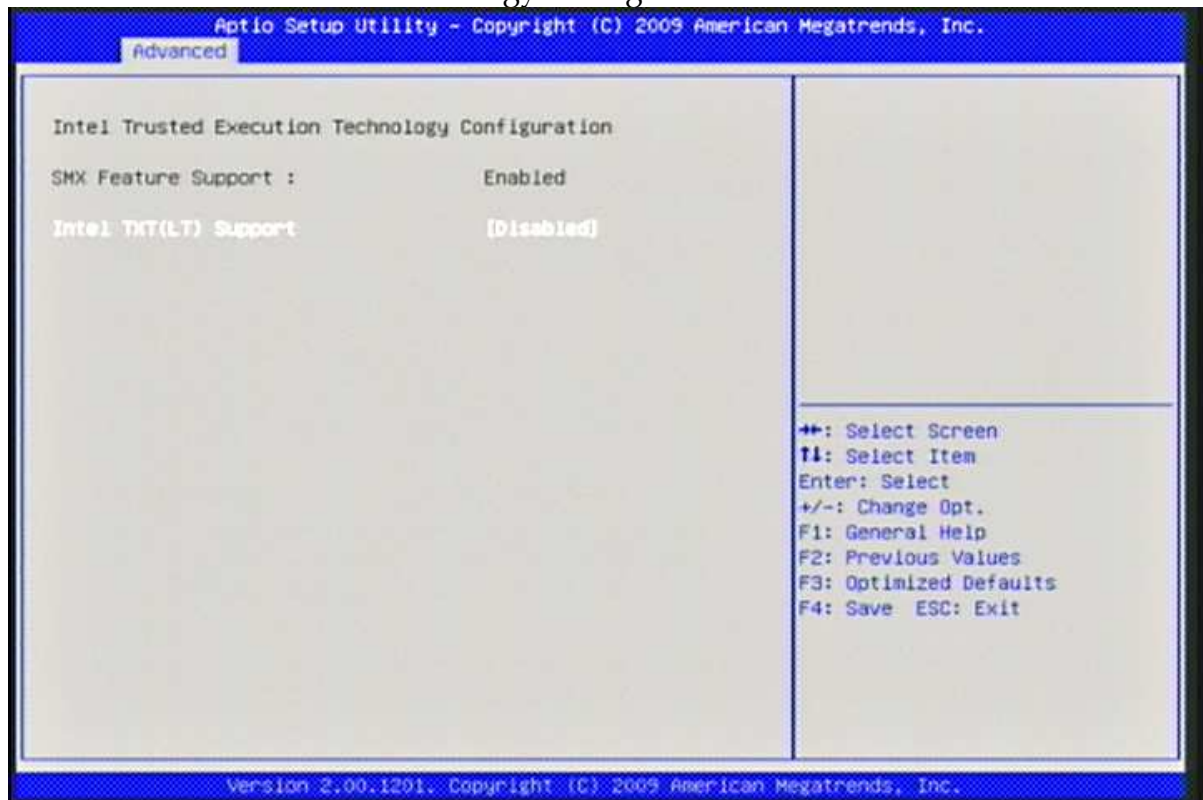 Aptio Setup Utility - Copyright (C) 2009 American Megatrends, Inc.
Advanced
Intel Trusted Execution Technology Configuration
SMX Feature Support : Enabled
Intel TXT(LT) Support [Disabled]
→←: Select Screen
↑↓: Select Item
Enter: Select
+/-: Change Opt.
F1: General Help
F2: Previous Values
F3: Optimized Defaults
F4: Save ESC: Exit
Version 2.00.1201. Copyright (C) 2009 American Megatrends, Inc.